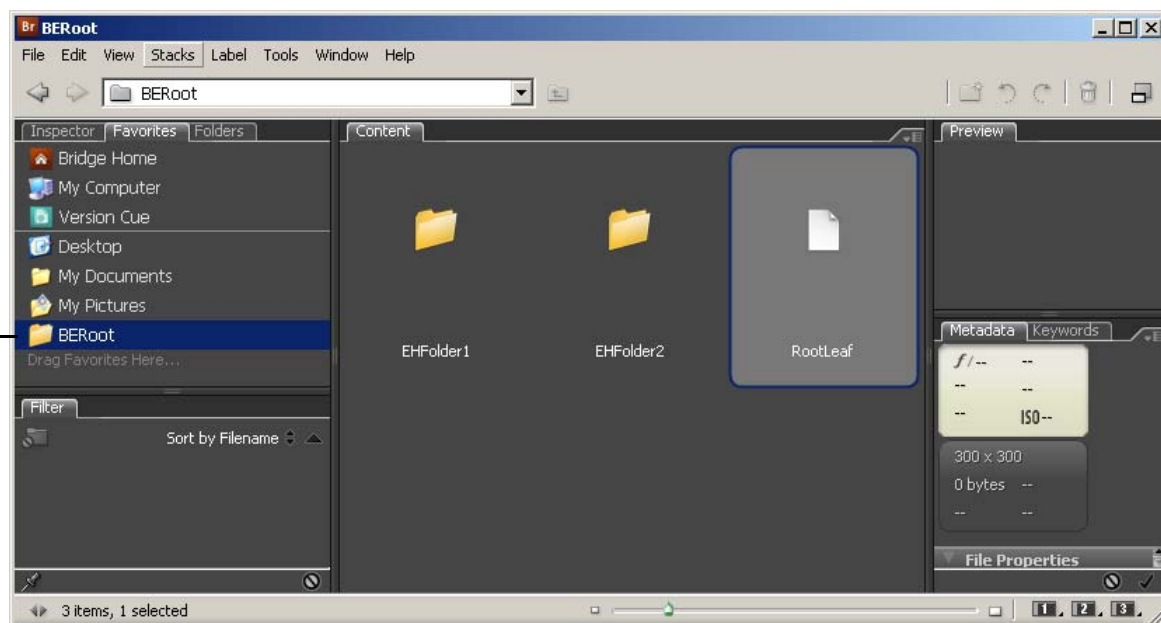 Br BERoot
File Edit View Stacks Label Tools Window Help
BERoot
Inspector Favorites Folders
Bridge Home
My Computer
Version Cue
Desktop
My Documents
My Pictures
BERoot
Drag Favorites Here...
Filter
Sort by Filename
Content
EHFolder1 EHFolder2 RootLeaf
Preview
Metadata Keywords
f/-- --
-- --
-- ISO--
300 x 300
0 bytes --
-- --
File Properties
3 items, 1 selected
1 2 3